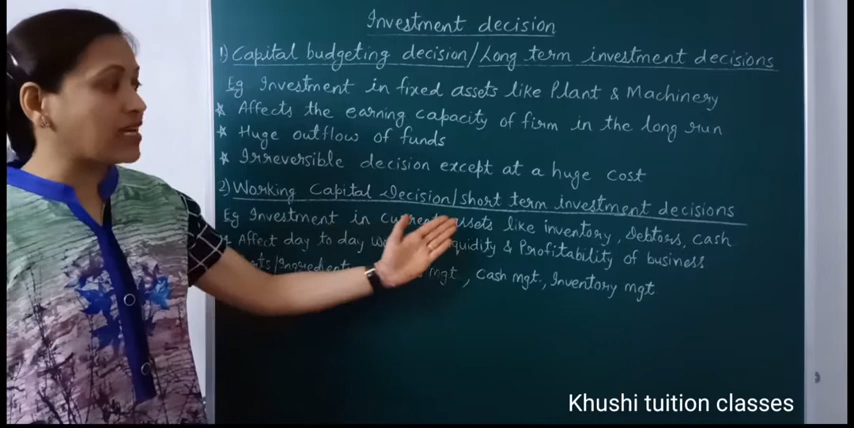 Investment decision
1) Capital budgeting decision/Long term investment decisions
Eg Investment in fixed assets like Plant & Machinery
* Affects the earning capacity of firm in the long run
* Huge outflow of funds
* Irreversible decision except at a huge cost
2) Working Capital Decision/short term investment decisions
Eg Investment in current assets like inventory, Debtors, Cash
* Affect day to day & Profitability of business
mgt, Cash mgt., Inventory mgt
Khushi tuition classes